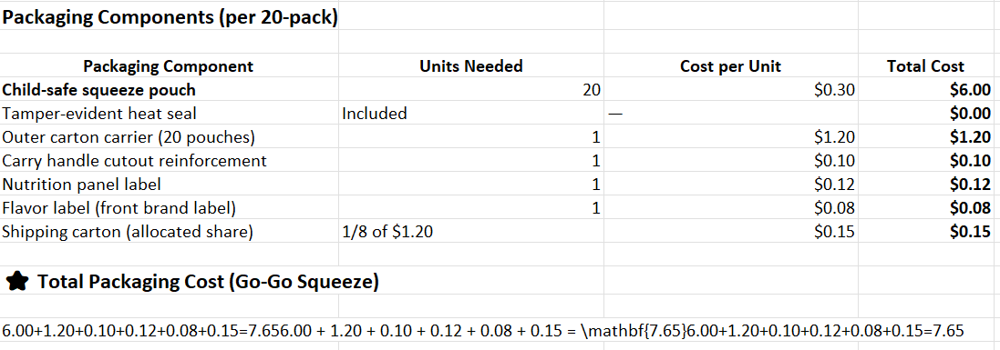 Packaging Components (per 20-pack)
Packaging Component Units Needed Cost per Unit Total Cost
Child-safe squeeze pouch 20 $0.30 $6.00
Tamper-evident heat seal Included — $0.00
Outer carton carrier (20 pouches) 1 $1.20 $1.20
Carry handle cutout reinforcement 1 $0.10 $0.10
Nutrition panel label 1 $0.12 $0.12
Flavor label (front brand label) 1 $0.08 $0.08
Shipping carton (allocated share) 1/8 of $1.20 $0.15 $0.15
★ Total Packaging Cost (Go-Go Squeeze)
6.00+1.20+0.10+0.12+0.08+0.15=7.656.00 + 1.20 + 0.10 + 0.12 + 0.08 + 0.15 = \mathbf{7.65}6.00+1.20+0.10+0.12+0.08+0.15=7.65